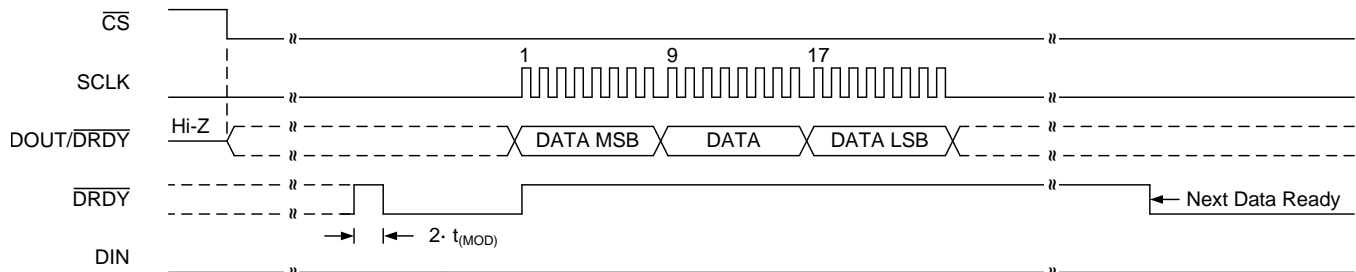 CS
1 9 17
SCLK
Hi-Z
DOUT/DRDY
DATA MSB DATA DATA LSB
DRDY
Next Data Ready
2· t(MOD)
DIN